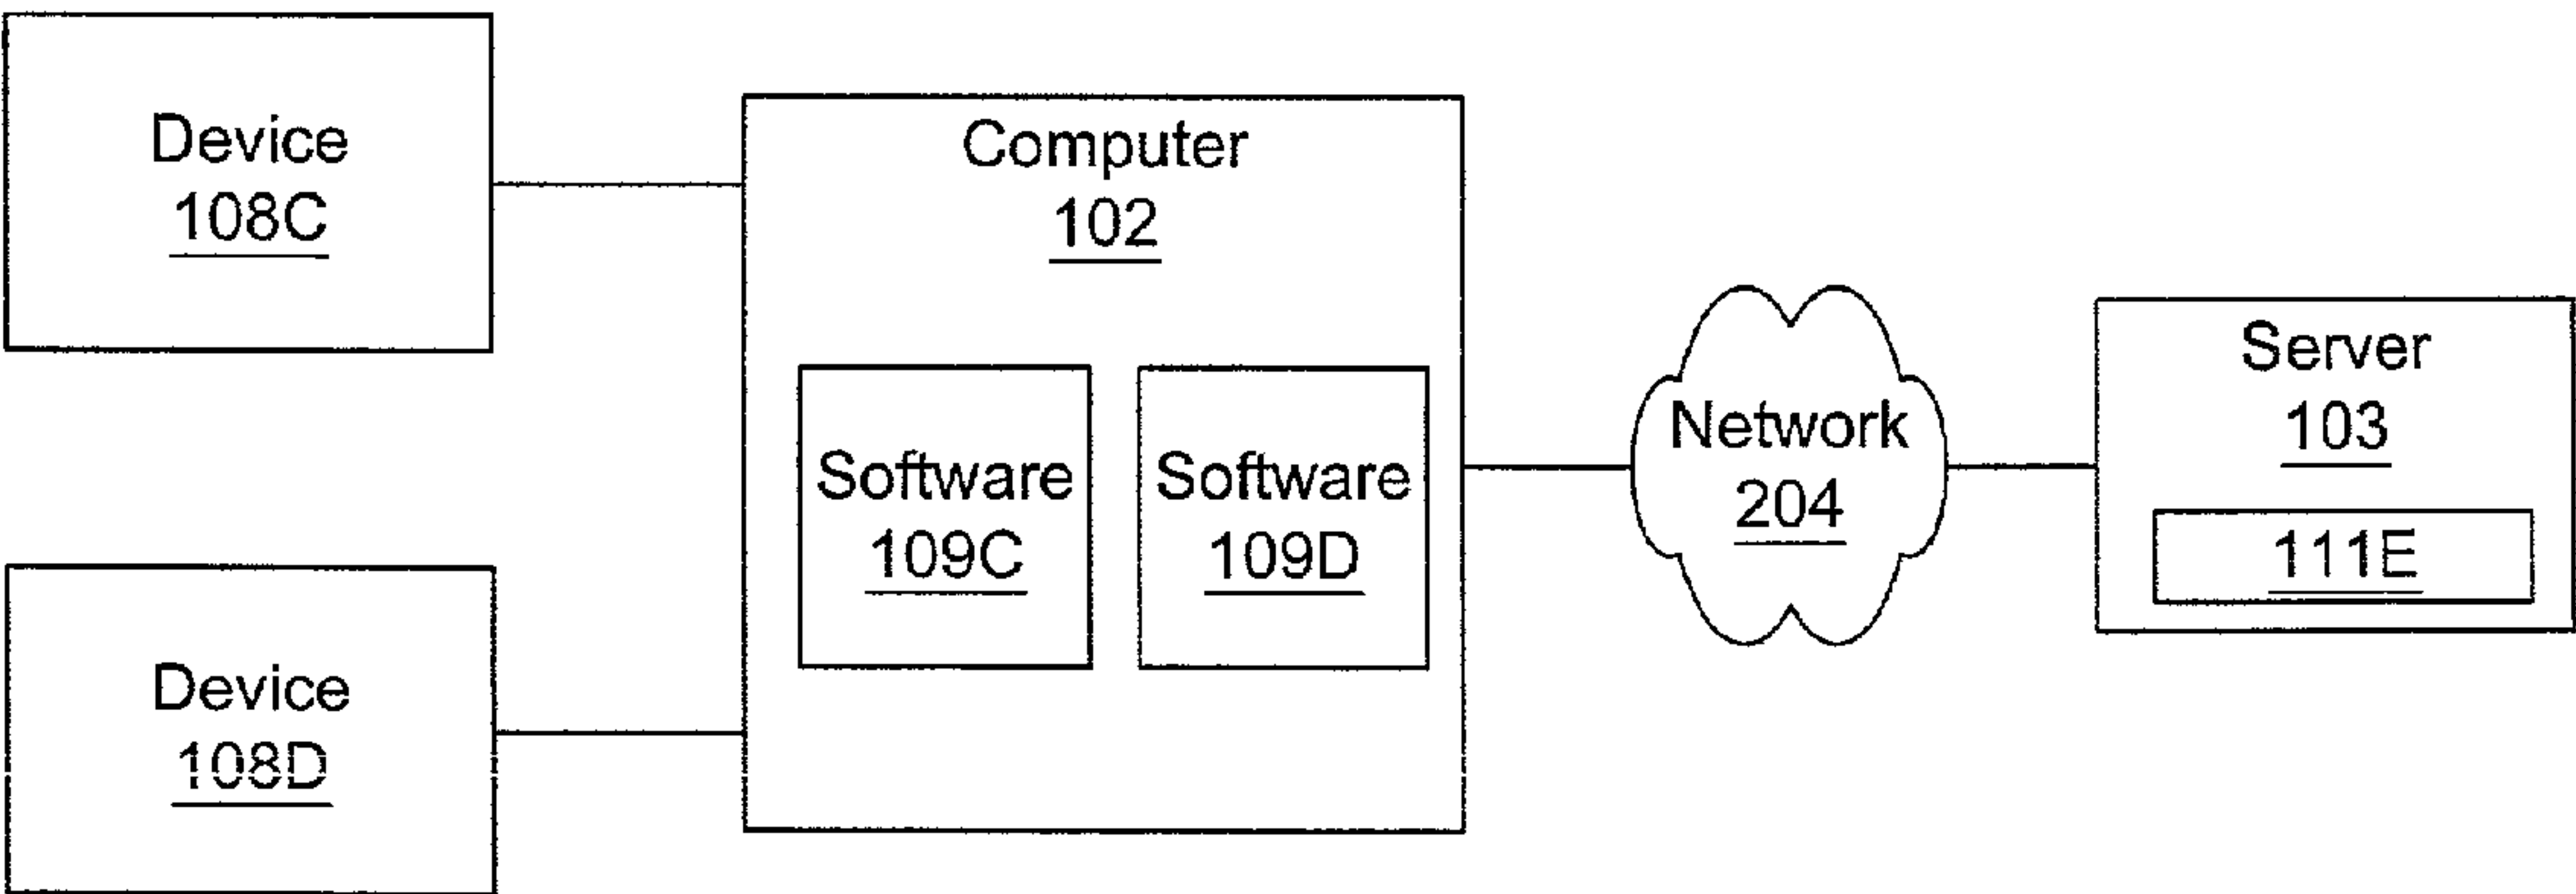 Device
108C
Device
108D
Computer
102
Software
109C
Software
109D
Network
204
Server
103
111E